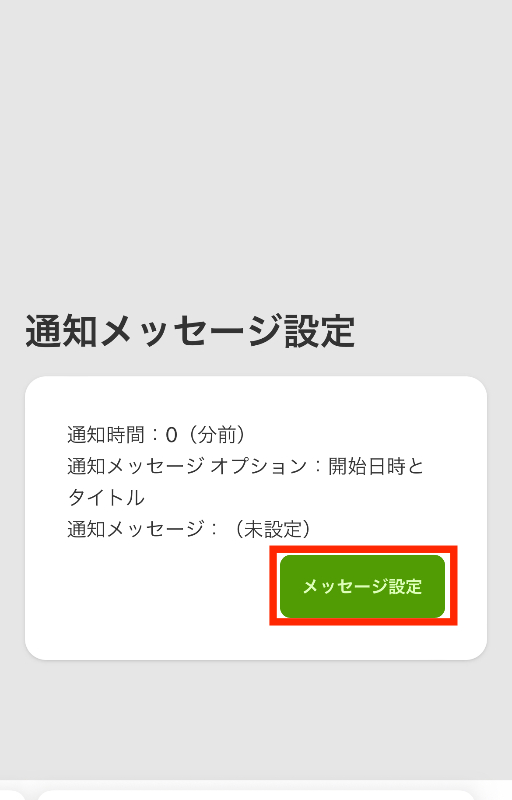 通知メッセージ設定
通知時間：0（分前）
通知メッセージ オプション：開始日時と
タイトル
通知メッセージ：（未設定）
メッセージ設定